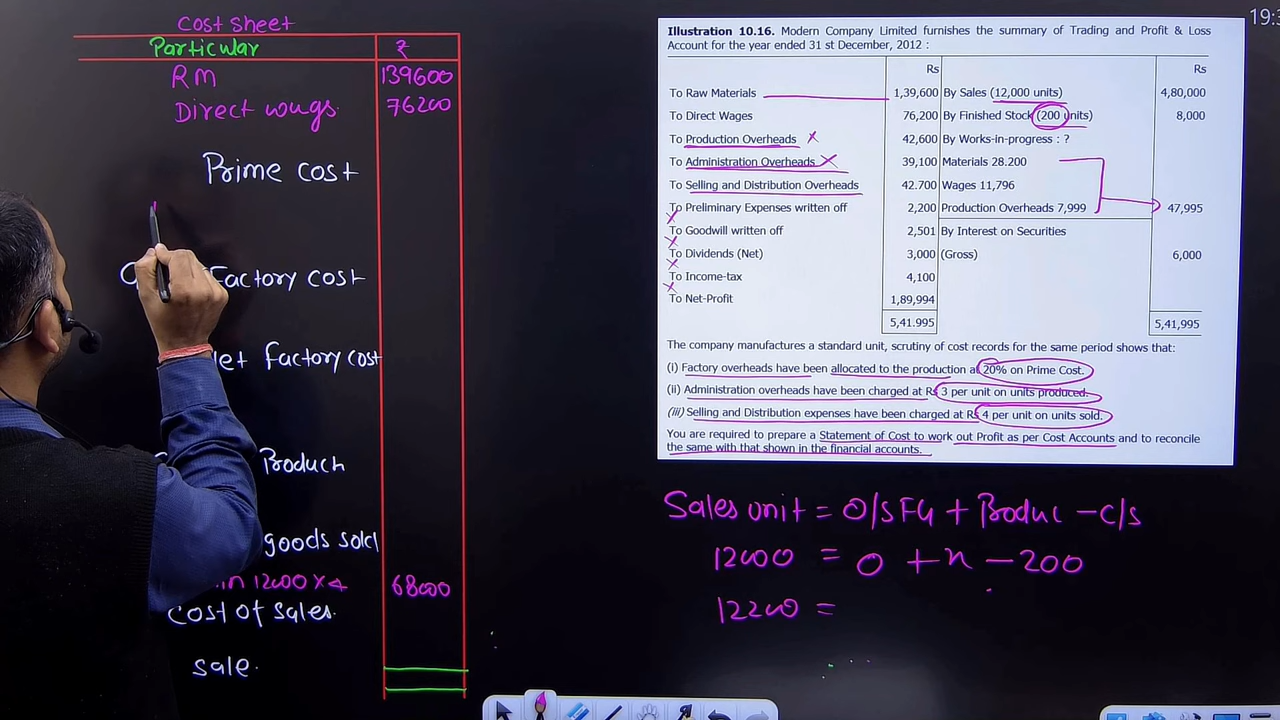 Cost Sheet
Particular ₹
RM 139600
Direct wags. 76200
Prime cost
Factory cost
et Factory cost
Produch
goods sold
in 12000 x 4 68000
Cost of Sales.
Sale.
19:3
Illustration 10.16. Modern Company Limited furnishes the summary of Trading and Profit & Loss
Account for the year ended 31 st December, 2012 :
Rs Rs
To Raw Materials 1,39,600 By Sales (12,000 units) 4,80,000
To Direct Wages 76,200 By Finished Stock (200 units) 8,000
To Production Overheads 42,600 By Works-in-progress : ?
To Administration Overheads 39,100 Materials 28.200
To Selling and Distribution Overheads 42.700 Wages 11,796
To Preliminary Expenses written off 2,200 Production Overheads 7,999 47,995
To Goodwill written off 2,501 By Interest on Securities
To Dividends (Net) 3,000 (Gross) 6,000
To Income-tax 4,100
To Net-Profit 1,89,994
5,41.995 5,41,995
The company manufactures a standard unit, scrutiny of cost records for the same period shows that:
(i) Factory overheads have been allocated to the production a 20% on Prime Cost.
(ii) Administration overheads have been charged at Rs 3 per unit on units produced.
(iii) Selling and Distribution expenses have been charged at Rs 4 per unit on units sold.
You are required to prepare a Statement of Cost to work out Profit as per Cost Accounts and to reconcile
the same with that shown in the financial accounts.
Sales unit = O/S FG + Produc - C/S
12000 = 0 + x - 200
12200 =